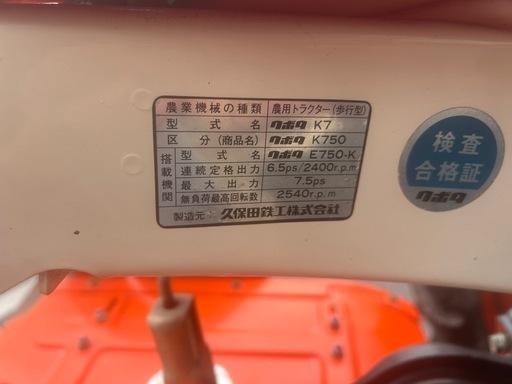 農業機械の種類 農用トラクター(歩行型)
型式名 クボタ K7
区分(商品名) クボタ K750
搭載機関 型式名 クボタ E750-K
連続定格出力 6.5ps/2400r.p.m
最大出力 7.5ps
無負荷最高回転数 2540r.p.m
製造元 久保田鉄工株式会社
検査
合格証
クボタ